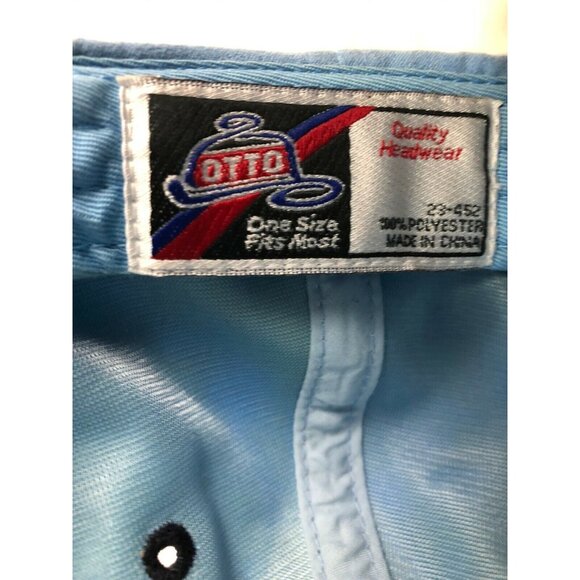 OTTO
One Size
Fits Most
Quality
Headwear
23-452
100% POLYESTER
MADE IN CHINA